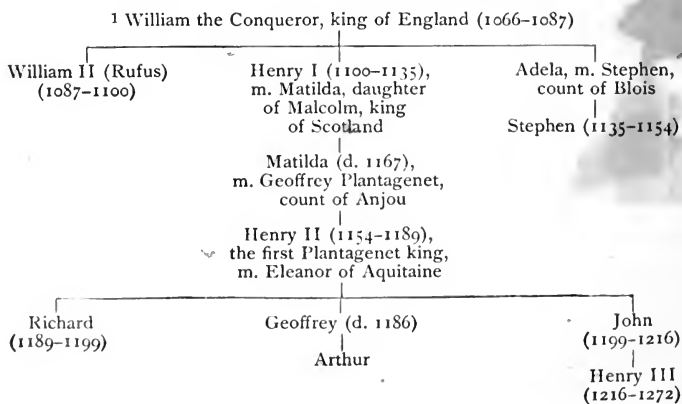 1 William the Conqueror, king of England (1066–1087)
William II (Rufus)
(1087–1100)
Henry I (1100–1135),
m. Matilda, daughter
of Malcolm, king
of Scotland
Adela, m. Stephen,
count of Blois
Stephen (1135–1154)
Matilda (d. 1167),
m. Geoffrey Plantagenet,
count of Anjou
Henry II (1154–1189),
the first Plantagenet king,
m. Eleanor of Aquitaine
Richard
(1189–1199)
Geoffrey (d. 1186)
Arthur
John
(1199–1216)
Henry III
(1216–1272)